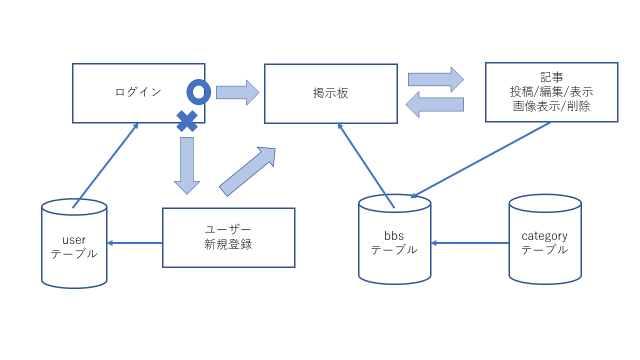 ログイン
掲示板
記事
投稿/編集/表示
画像表示/削除
ユーザー
新規登録
user
テーブル
bbs
テーブル
category
テーブル